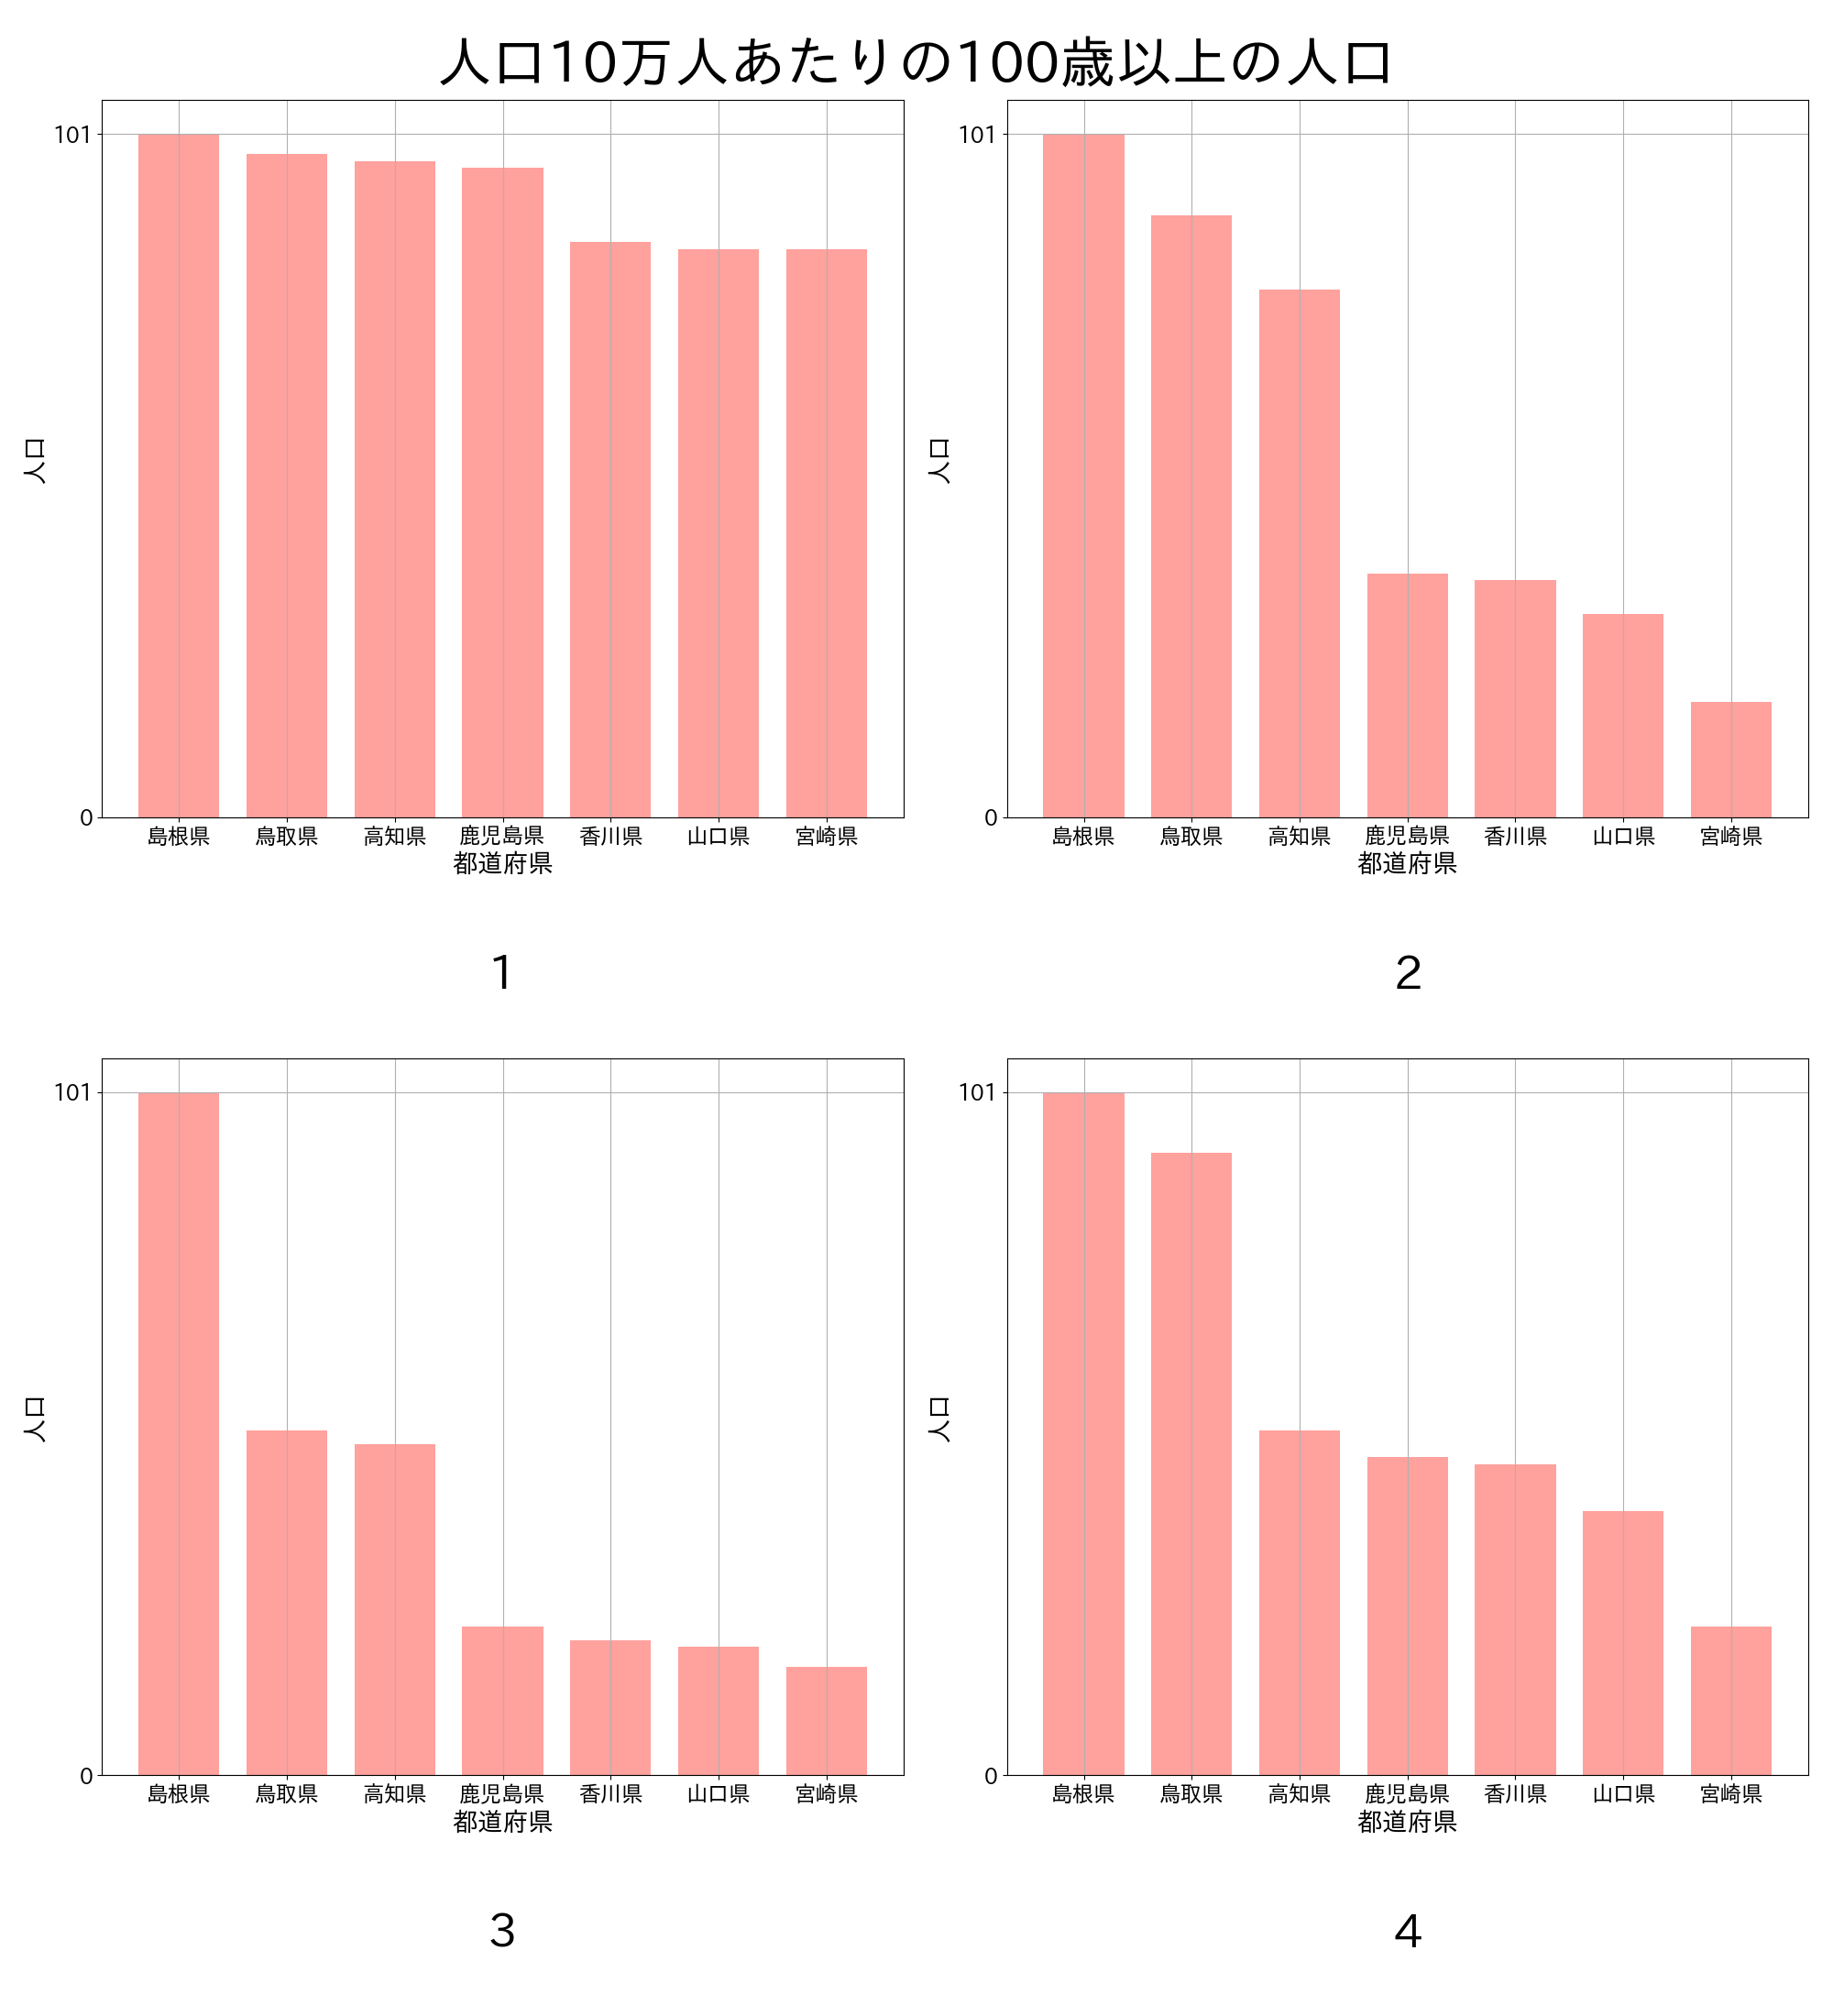 人口10万人あたりの100歳以上の人口
101
0
人口
島根県 鳥取県 高知県 鹿児島県 香川県 山口県 宮崎県
都道府県
1
101
0
人口
島根県 鳥取県 高知県 鹿児島県 香川県 山口県 宮崎県
都道府県
2
101
0
人口
島根県 鳥取県 高知県 鹿児島県 香川県 山口県 宮崎県
都道府県
3
101
0
人口
島根県 鳥取県 高知県 鹿児島県 香川県 山口県 宮崎県
都道府県
4